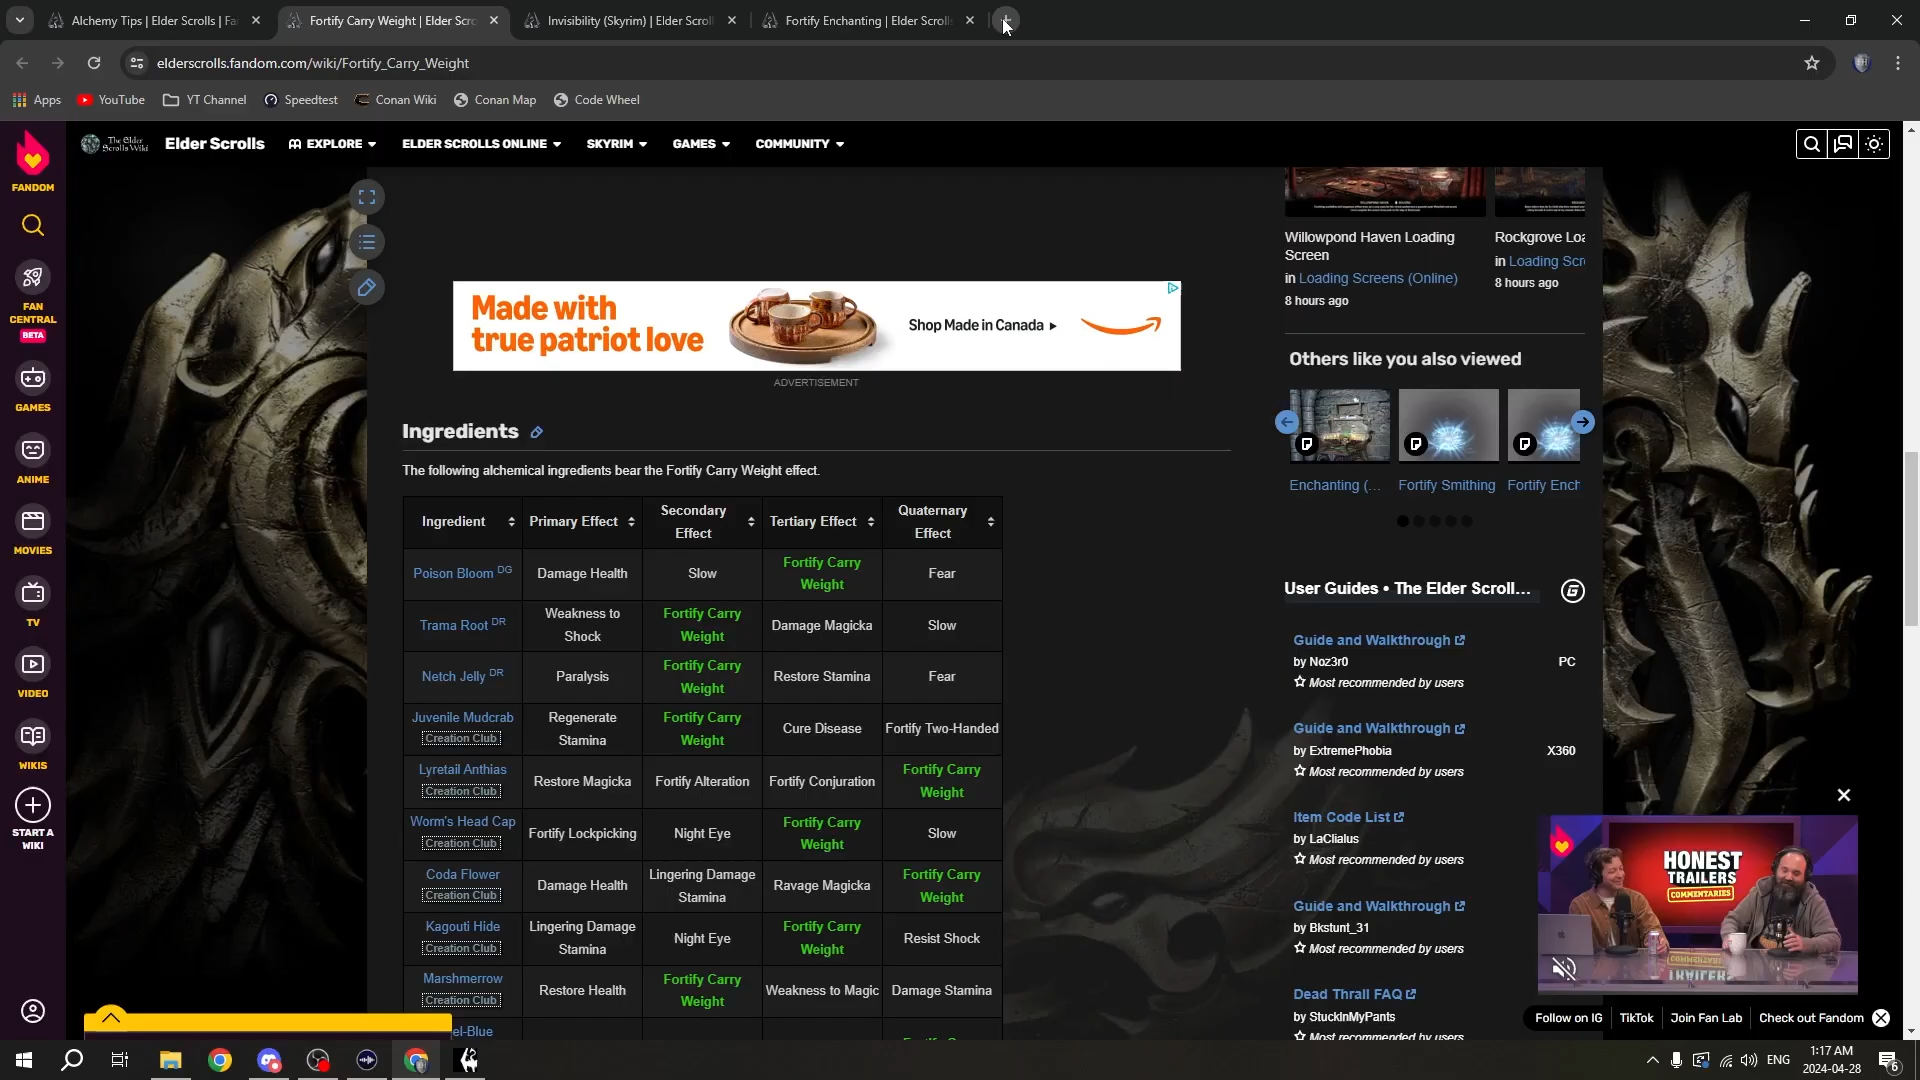 Alchemy Tips | Elder Scrolls | Fa
Fortify Carry Weight | Elder Scro
Invisibility (Skyrim) | Elder Scroll
Fortify Enchanting | Elder Scrolls
elderscrolls.fandom.com/wiki/Fortify_Carry_Weight
Apps
YouTube
YT Channel
Speedtest
Conan Wiki
Conan Map
Code Wheel
The Elder
Scrolls Wiki
Elder Scrolls
EXPLORE
ELDER SCROLLS ONLINE
SKYRIM
GAMES
COMMUNITY
FANDOM
FAN
CENTRAL
BETA
GAMES
ANIME
MOVIES
TV
VIDEO
WIKIS
START A
WIKI
Made with
true patriot love
Shop Made in Canada ▸
ADVERTISEMENT
Ingredients
The following alchemical ingredients bear the Fortify Carry Weight effect.
Ingredient
Primary Effect
Secondary
Effect
Tertiary Effect
Quaternary
Effect
Poison Bloom DG
Damage Health
Slow
Fortify Carry
Weight
Fear
Trama Root DR
Weakness to
Shock
Fortify Carry
Weight
Damage Magicka
Slow
Netch Jelly DR
Paralysis
Fortify Carry
Weight
Restore Stamina
Fear
Juvenile Mudcrab
Creation Club
Regenerate
Stamina
Fortify Carry
Weight
Cure Disease
Fortify Two-Handed
Lyretail Anthias
Creation Club
Restore Magicka
Fortify Alteration
Fortify Conjuration
Fortify Carry
Weight
Worm's Head Cap
Creation Club
Fortify Lockpicking
Night Eye
Fortify Carry
Weight
Slow
Coda Flower
Creation Club
Damage Health
Lingering Damage
Stamina
Ravage Magicka
Fortify Carry
Weight
Kagouti Hide
Creation Club
Lingering Damage
Stamina
Night Eye
Fortify Carry
Weight
Resist Shock
Marshmerrow
Creation Club
Restore Health
Fortify Carry
Weight
Weakness to Magic
Damage Stamina
el-Blue
Willowpond Haven Loading
Screen
in Loading Screens (Online)
8 hours ago
Rockgrove Loa
in Loading Scre
8 hours ago
Others like you also viewed
Enchanting (…
Fortify Smithing
Fortify Ench
User Guides • The Elder Scroll…
Guide and Walkthrough
by Noz3r0
PC
Most recommended by users
Guide and Walkthrough
by ExtremePhobia
X360
Most recommended by users
Item Code List
by LaClialus
Most recommended by users
Guide and Walkthrough
by Bkstunt_31
Most recommended by users
Dead Thrall FAQ
by StuckInMyPants
Most recommended by users
HONEST
TRAILERS
COMMENTARIES
Follow on IG
TikTok
Join Fan Lab
Check out Fandom
ENG
1:17 AM
2024-04-28
6